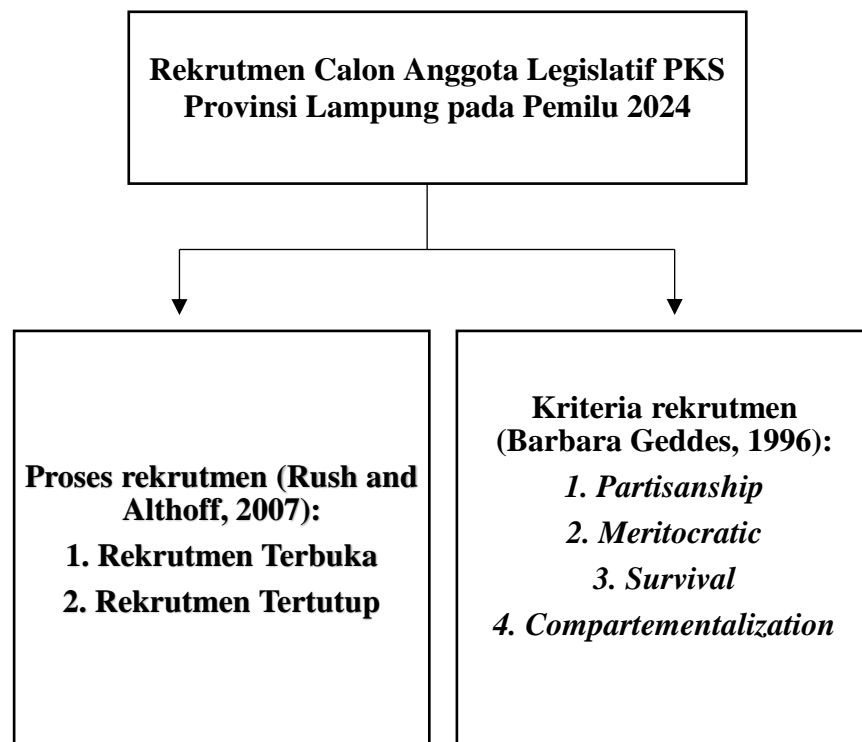 Rekrutmen Calon Anggota Legislatif PKS
Provinsi Lampung pada Pemilu 2024
Proses rekrutmen (Rush and
Althoff, 2007):
1. Rekrutmen Terbuka
2. Rekrutmen Tertutup
Kriteria rekrutmen
(Barbara Geddes, 1996):
1. Partisanship
2. Meritocratic
3. Survival
4. Compartementalization